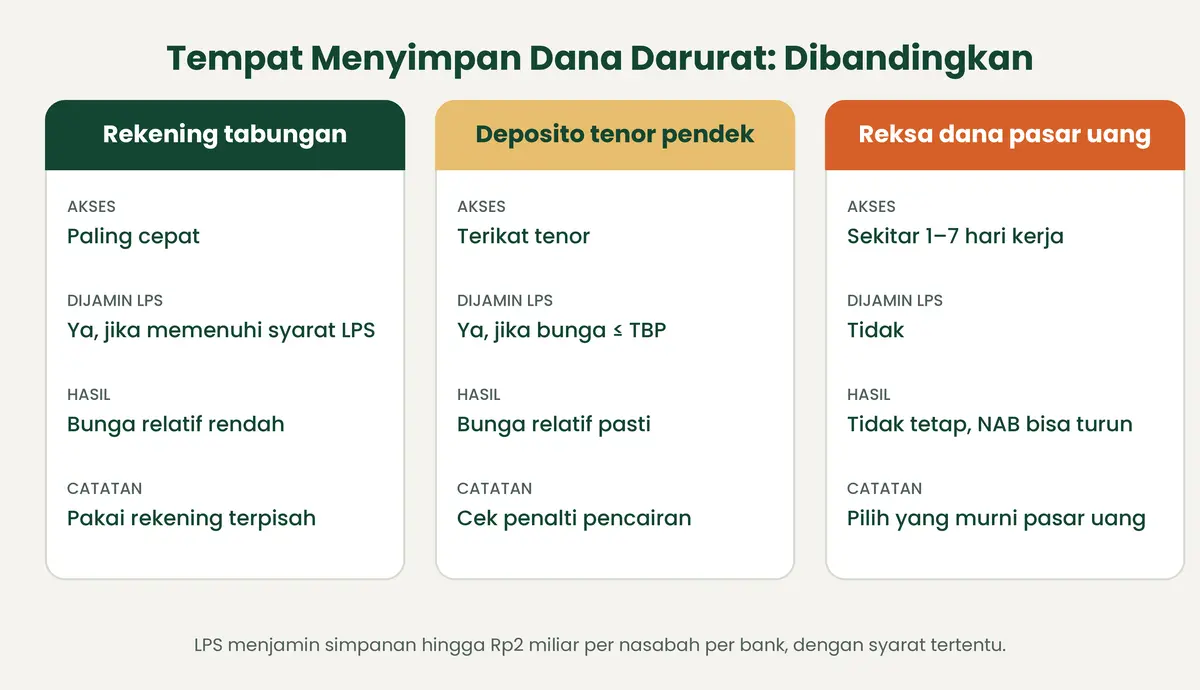 Tempat Menyimpan Dana Darurat: Dibandingkan
Rekening tabungan
AKSES
Paling cepat
DIJAMIN LPS
Ya, jika memenuhi syarat LPS
HASIL
Bunga relatif rendah
CATATAN
Pakai rekening terpisah
Deposito tenor pendek
AKSES
Terikat tenor
DIJAMIN LPS
Ya, jika bunga ≤ TBP
HASIL
Bunga relatif pasti
CATATAN
Cek penalti pencairan
Reksa dana pasar uang
AKSES
Sekitar 1–7 hari kerja
DIJAMIN LPS
Tidak
HASIL
Tidak tetap, NAB bisa turun
CATATAN
Pilih yang murni pasar uang
LPS menjamin simpanan hingga Rp2 miliar per nasabah per bank, dengan syarat tertentu.